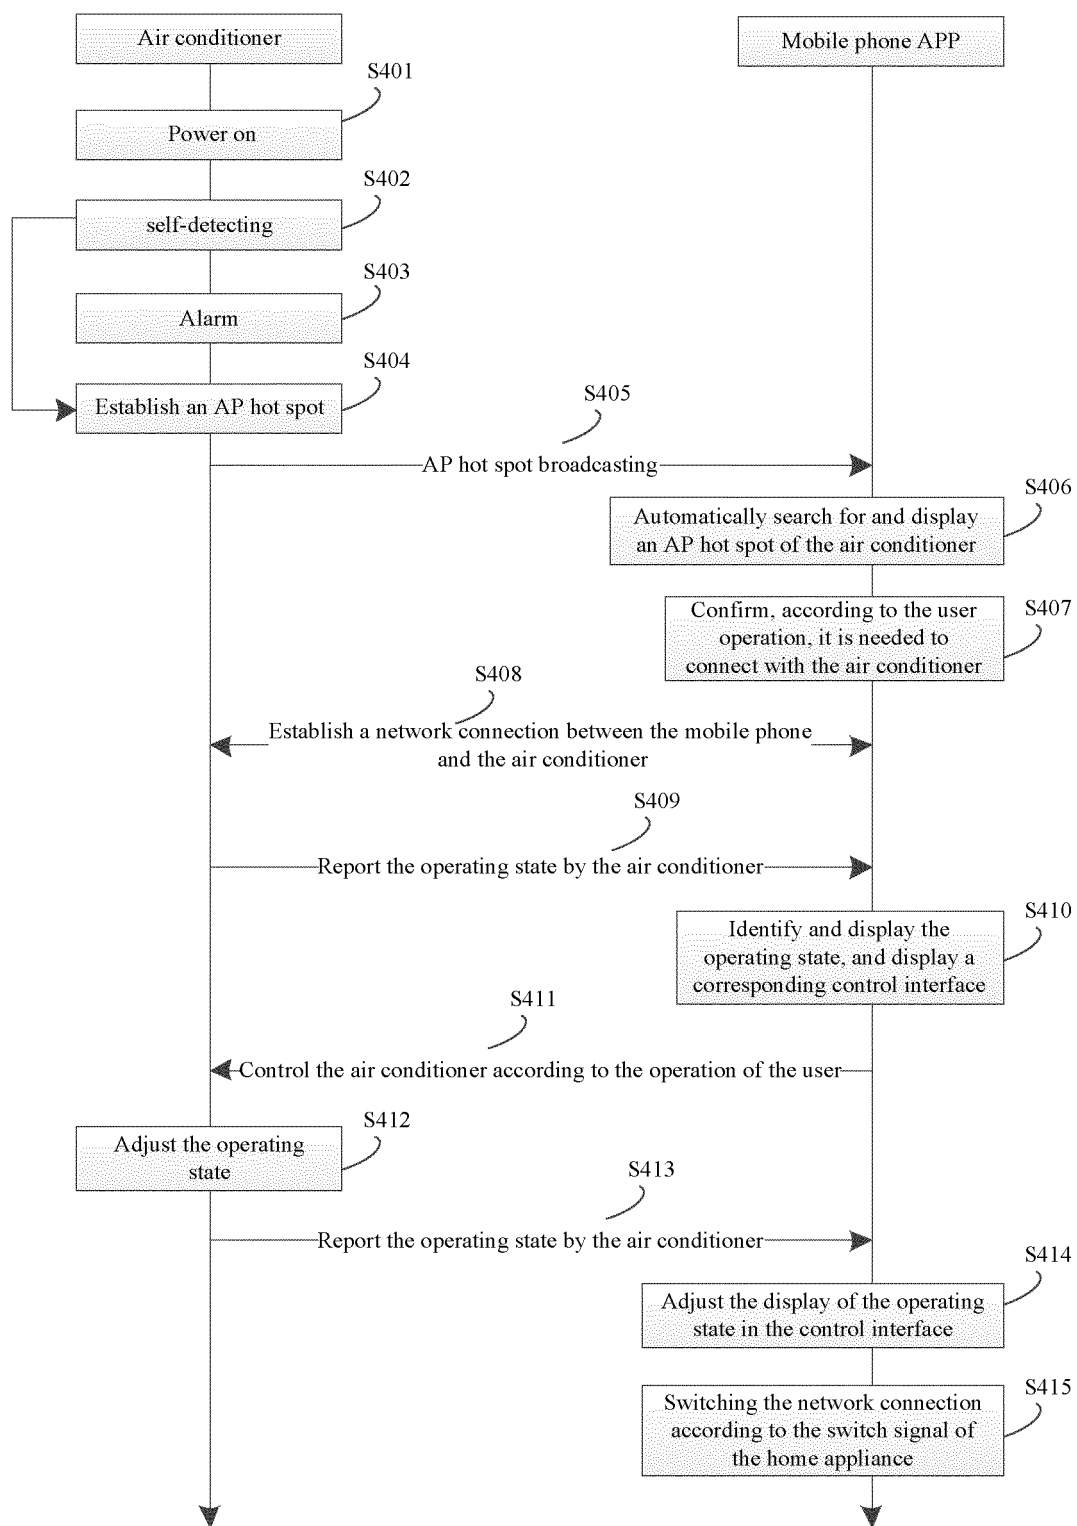 Air conditioner
Mobile phone APP
S401
Power on
S402
self-detecting
S403
Alarm
S404
Establish an AP hot spot
S405
AP hot spot broadcasting
S406
Automatically search for and display
an AP hot spot of the air conditioner
S407
Confirm, according to the user
operation, it is needed to
connect with the air conditioner
S408
Establish a network connection between the mobile phone
and the air conditioner
S409
Report the operating state by the air conditioner
S410
Identify and display the
operating state, and display a
corresponding control interface
S411
Control the air conditioner according to the operation of the user
S412
Adjust the operating
state
S413
Report the operating state by the air conditioner
S414
Adjust the display of the operating
state in the control interface
S415
Switching the network connection
according to the switch signal of
the home appliance